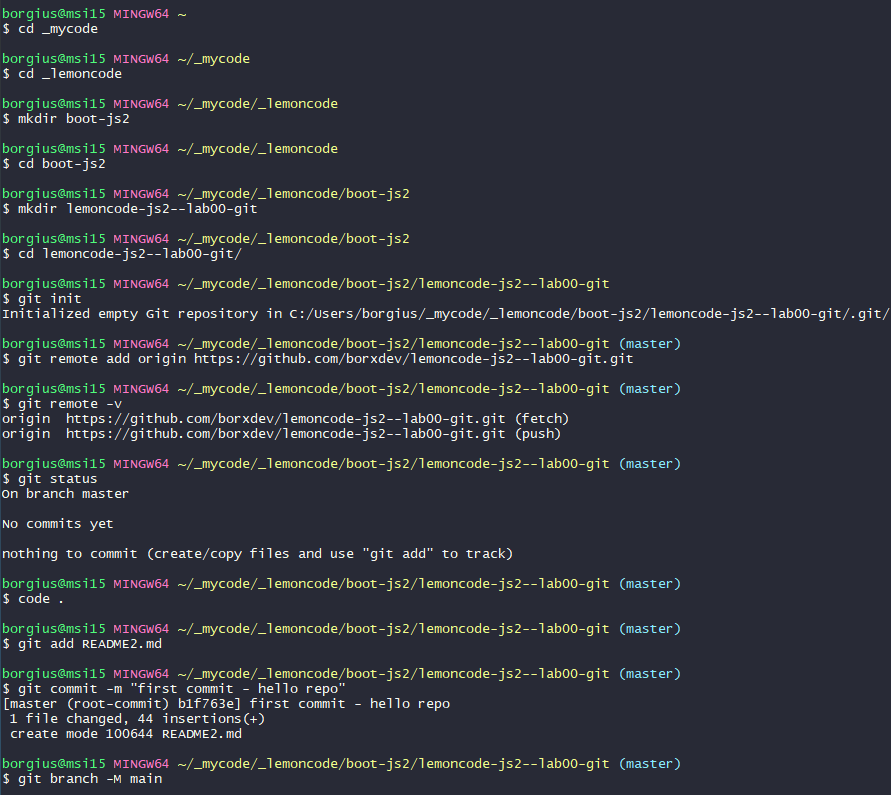 borgius@msi15 MINGW64 ~
$ cd _mycode
borgius@msi15 MINGW64 ~/_mycode
$ cd _lemoncode
borgius@msi15 MINGW64 ~/_mycode/_lemoncode
$ mkdir boot-js2
borgius@msi15 MINGW64 ~/_mycode/_lemoncode
$ cd boot-js2
borgius@msi15 MINGW64 ~/_mycode/_lemoncode/boot-js2
$ mkdir lemoncode-js2--lab00-git
borgius@msi15 MINGW64 ~/_mycode/_lemoncode/boot-js2
$ cd lemoncode-js2--lab00-git/
borgius@msi15 MINGW64 ~/_mycode/_lemoncode/boot-js2/lemoncode-js2--lab00-git
$ git init
Initialized empty Git repository in C:/Users/borgius/_mycode/_lemoncode/boot-js2/lemoncode-js2--lab00-git/.git/
borgius@msi15 MINGW64 ~/_mycode/_lemoncode/boot-js2/lemoncode-js2--lab00-git (master)
$ git remote add origin https://github.com/borxdev/lemoncode-js2--lab00-git.git
borgius@msi15 MINGW64 ~/_mycode/_lemoncode/boot-js2/lemoncode-js2--lab00-git (master)
$ git remote -v
origin  https://github.com/borxdev/lemoncode-js2--lab00-git.git (fetch)
origin  https://github.com/borxdev/lemoncode-js2--lab00-git.git (push)
borgius@msi15 MINGW64 ~/_mycode/_lemoncode/boot-js2/lemoncode-js2--lab00-git (master)
$ git status
On branch master
No commits yet
nothing to commit (create/copy files and use "git add" to track)
borgius@msi15 MINGW64 ~/_mycode/_lemoncode/boot-js2/lemoncode-js2--lab00-git (master)
$ code .
borgius@msi15 MINGW64 ~/_mycode/_lemoncode/boot-js2/lemoncode-js2--lab00-git (master)
$ git add README2.md
borgius@msi15 MINGW64 ~/_mycode/_lemoncode/boot-js2/lemoncode-js2--lab00-git (master)
$ git commit -m "first commit - hello repo"
[master (root-commit) b1f763e] first commit - hello repo
 1 file changed, 44 insertions(+)
 create mode 100644 README2.md
borgius@msi15 MINGW64 ~/_mycode/_lemoncode/boot-js2/lemoncode-js2--lab00-git (master)
$ git branch -M main